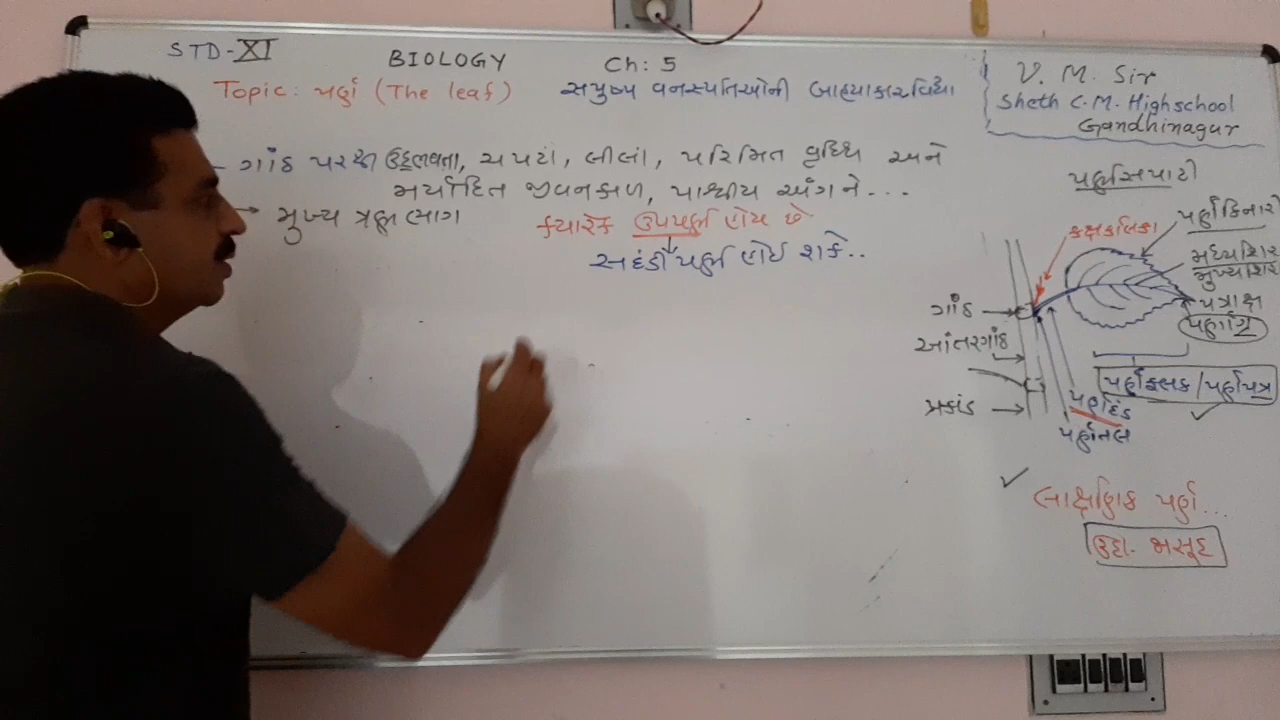 STD-XI BIOLOGY Ch: 5
Topic: પર્ણ (The leaf) સપુષ્પ વનસ્પતિઓની બાહ્યાકારવિદ્યા
V. M. Sir
Sheth C.M. Highschool
Gandhinagar
- ગાંઠ પરથી ઉદ્ભવતા, ચપટાં, લીલાં, પરિમિત વૃધ્ધિ અને
મર્યાદિત જીવનકાળ, પાર્શ્વીય અંગ ને...
→ મુખ્ય ત્રણ ભાગ
ક્યારેક ઉપપર્ણ હોય છે
સદંડી પર્ણ હોઈ શકે..
પર્ણસપાટી
પર્ણકિનારી
કક્ષકલિકા
મધ્યશિરા
મુખ્યશિરા
પત્રાક્ષ
પર્ણાગ્ર
ગાંઠ
આંતરગાંઠ
પર્ણફલક/પર્ણપત્ર
પર્ણદંડ
પ્રકાંડ
પર્ણતલ
લાક્ષણિક પર્ણ...
ઉદા. જાસૂદ